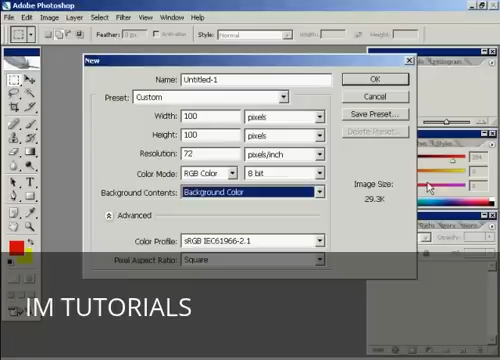 Adobe Photoshop
File Edit Image Layer Select Filter View Window Help
Feather: 0 px Style: Normal
New
Name: Untitled-1 OK
Preset: Custom Cancel
Width: 100 pixels Save Preset...
Height: 100 pixels Delete Preset...
Resolution: 72 pixels/inch
Color Mode: RGB Color 8 bit
Background Contents: Background Color
Image Size:
29.3K
Advanced
Color Profile: sRGB IEC61966-2.1
Pixel Aspect Ratio: Square
IM TUTORIALS